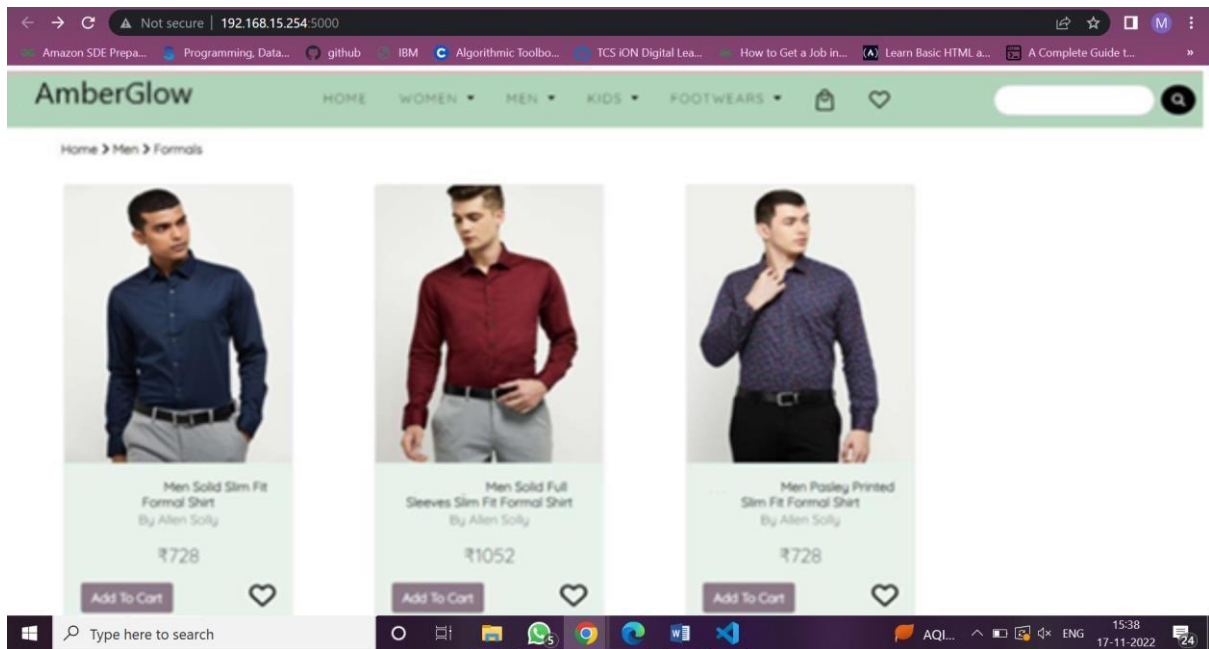 Not secure | 192.168.15.254:5000
M
Amazon SDE Prepa... Programming, Data... github IBM C Algorithmic Toolbo... TCS iON Digital Lea... How to Get a Job in... Learn Basic HTML a... A Complete Guide t... »
AmberGlow HOME WOMEN MEN KIDS FOOTWEARS
Home > Men > Formals
Men Solid Slim Fit
Formal Shirt
By Allen Solly
₹728
Add To Cart
Men Solid Full
Sleeves Slim Fit Formal Shirt
By Allen Solly
₹1052
Add To Cart
Men Pasley Printed
Slim Fit Formal Shirt
By Allen Solly
₹728
Add To Cart
Type here to search
5
W
AQI... ENG
15:38
17-11-2022
24